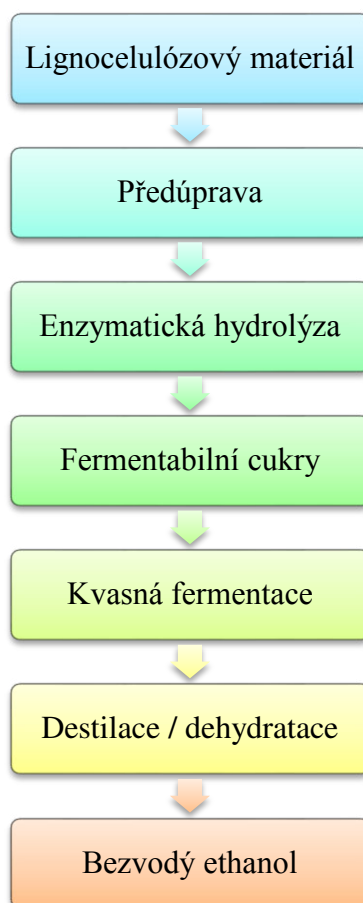 Lignocelulózový materiál
Předúprava
Enzymatická hydrolýza
Fermentabilní cukry
Kvasná fermentace
Destilace / dehydratace
Bezvodý ethanol